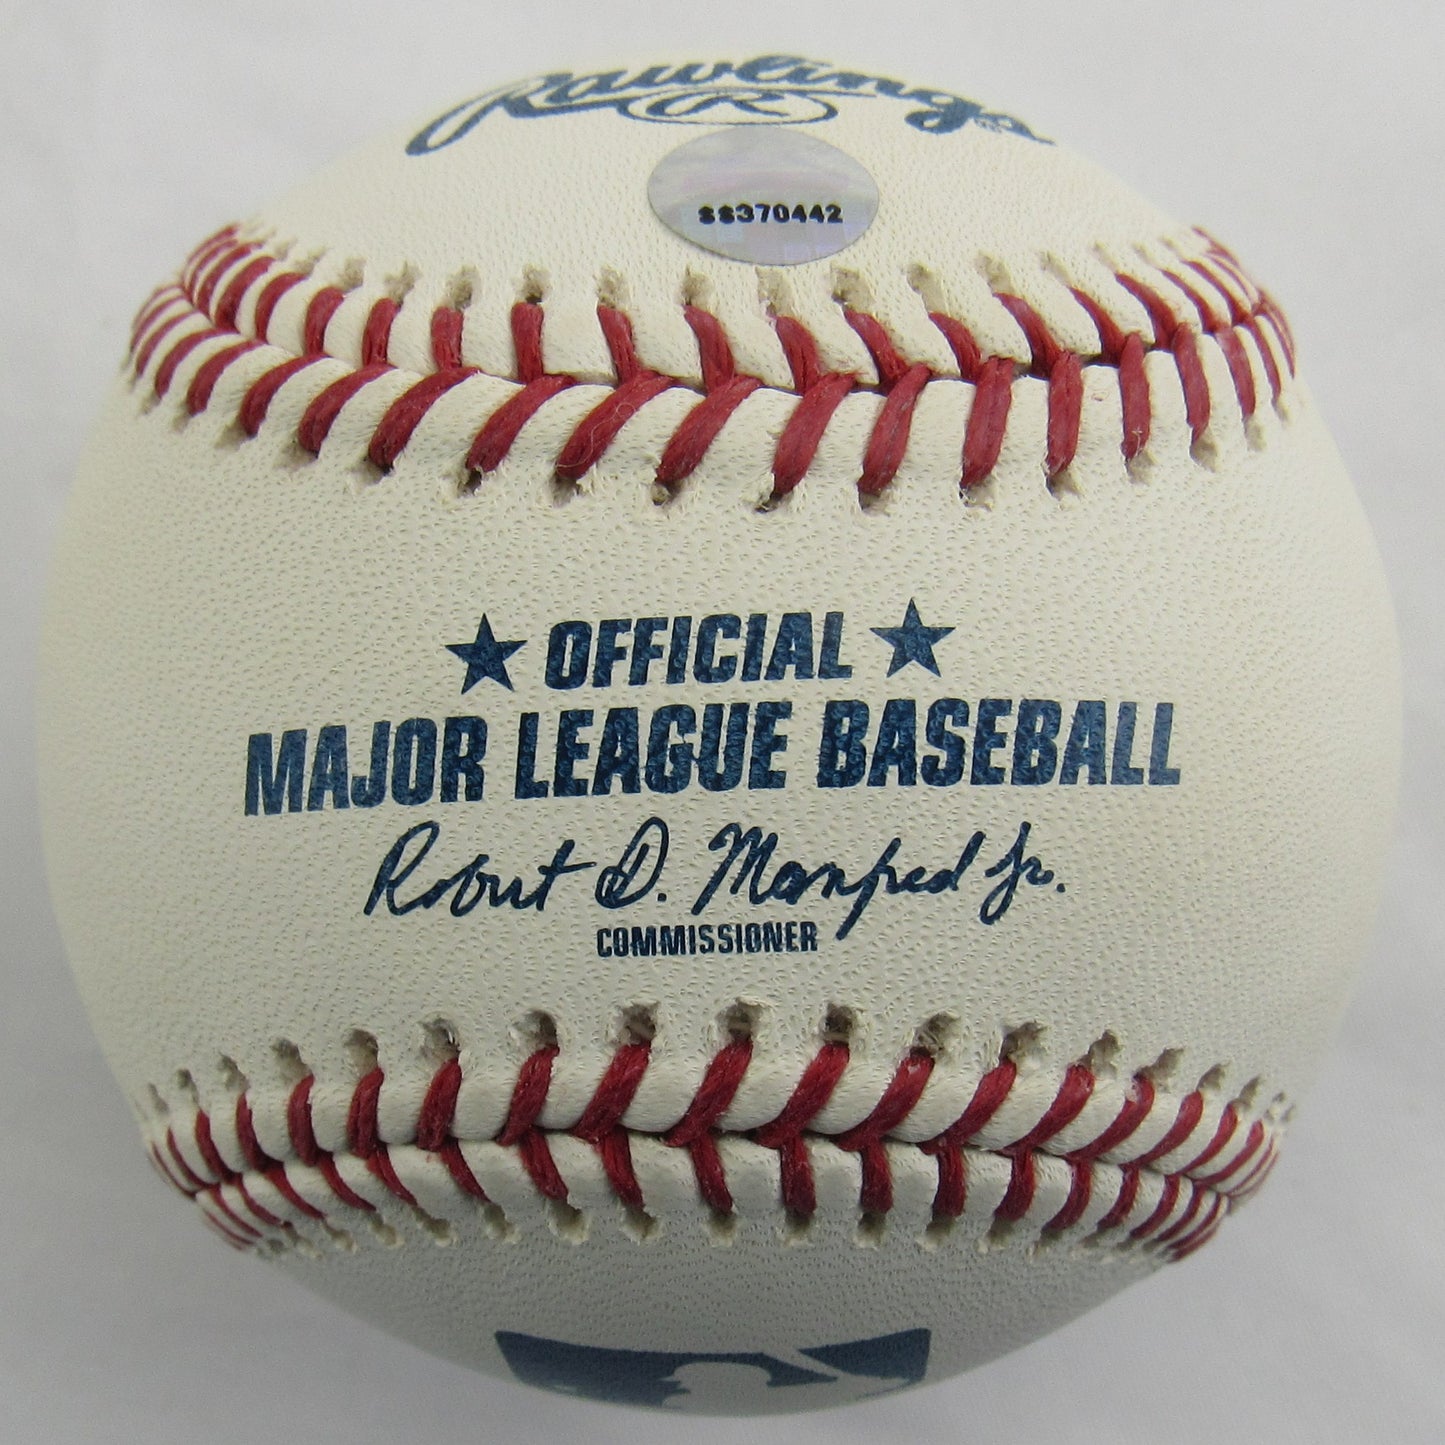 Rawlings
R
SS370442
OFFICIAL
MAJOR LEAGUE BASEBALL
Robert D. Manfred Jr.
COMMISSIONER